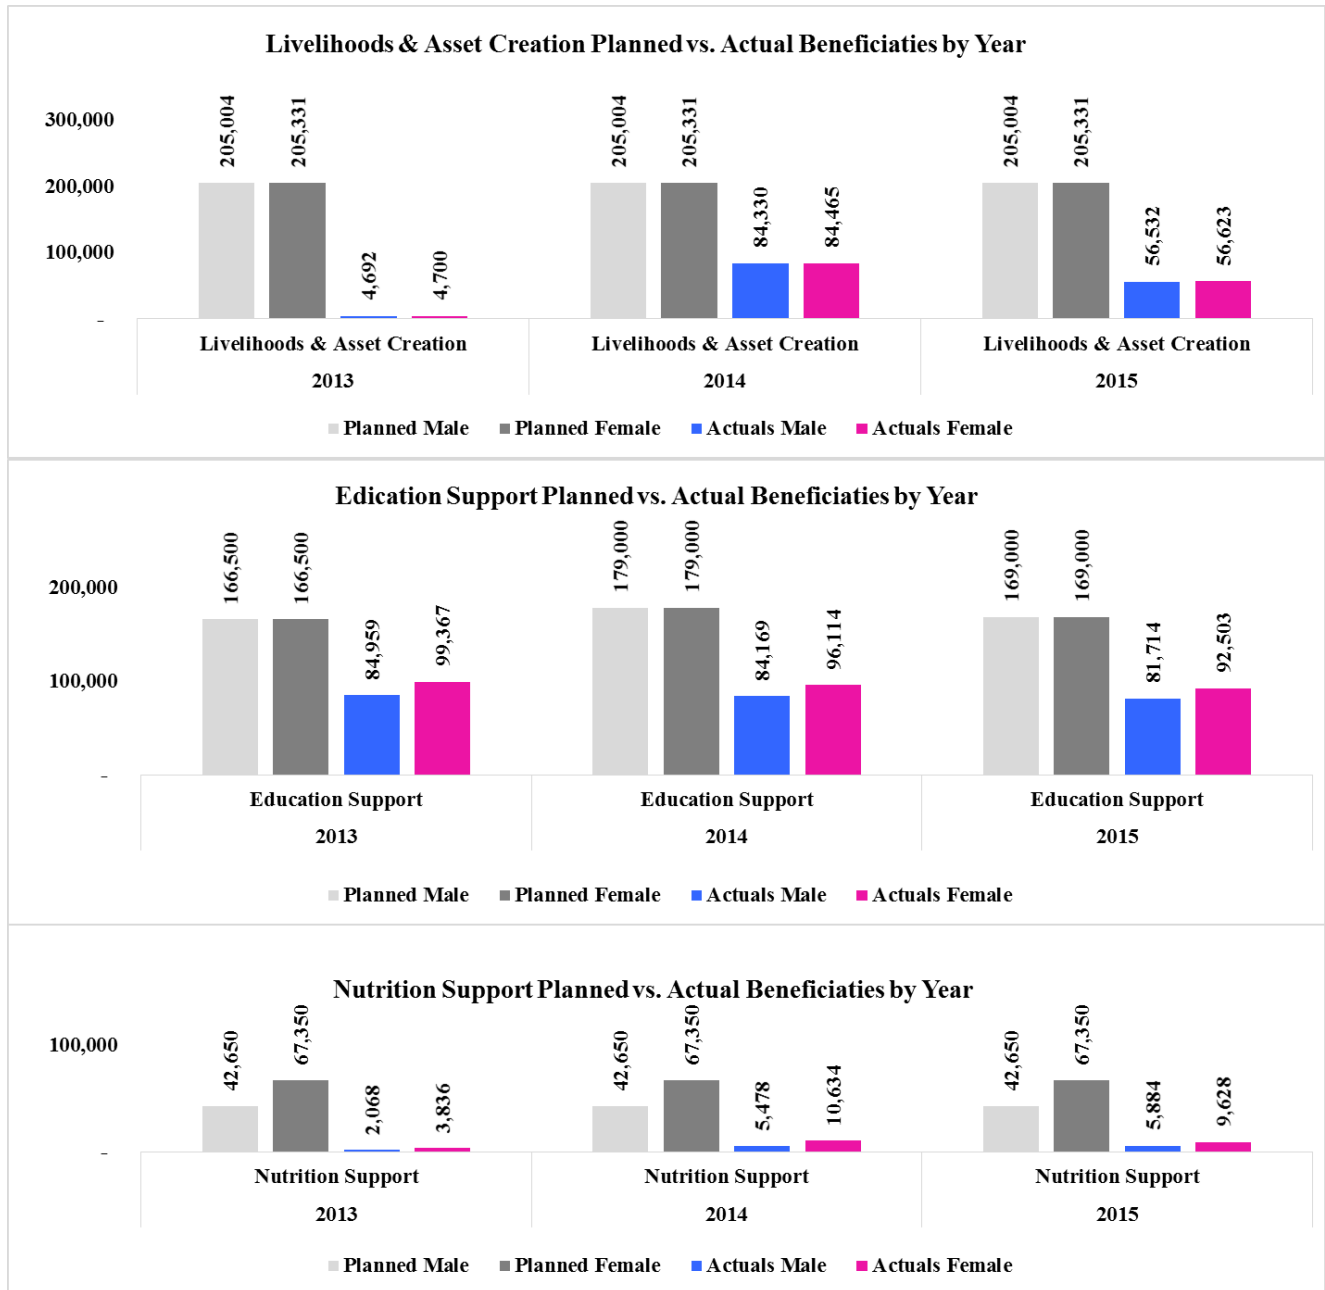 Livelihoods & Asset Creation Planned vs. Actual Beneficiaties by Year
300,000
200,000
100,000
-
205,004
205,331
4,692
4,700
205,004
205,331
84,330
84,465
205,004
205,331
56,532
56,623
Livelihoods & Asset Creation
Livelihoods & Asset Creation
Livelihoods & Asset Creation
2013
2014
2015
Planned Male
Planned Female
Actuals Male
Actuals Female
Edication Support Planned vs. Actual Beneficiaties by Year
200,000
100,000
-
166,500
166,500
84,959
99,367
179,000
179,000
84,169
96,114
169,000
169,000
81,714
92,503
Education Support
Education Support
Education Support
2013
2014
2015
Planned Male
Planned Female
Actuals Male
Actuals Female
Nutrition Support Planned vs. Actual Beneficiaties by Year
100,000
-
42,650
67,350
2,068
3,836
42,650
67,350
5,478
10,634
42,650
67,350
5,884
9,628
Nutrition Support
Nutrition Support
Nutrition Support
2013
2014
2015
Planned Male
Planned Female
Actuals Male
Actuals Female